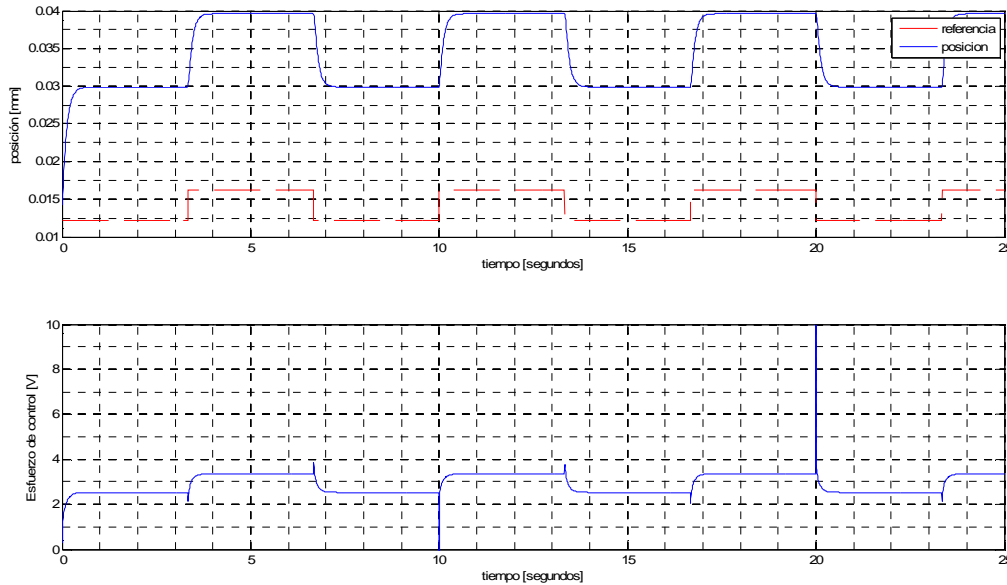 0.04
0.035
0.03
0.025
0.02
0.015
0.01
posición [mm]
referencia
posicion
0 5 10 15 20 25
tiempo [segundos]
10
8
6
4
2
0
Esfuerzo de control [V]
0 5 10 15 20 25
tiempo [segundos]